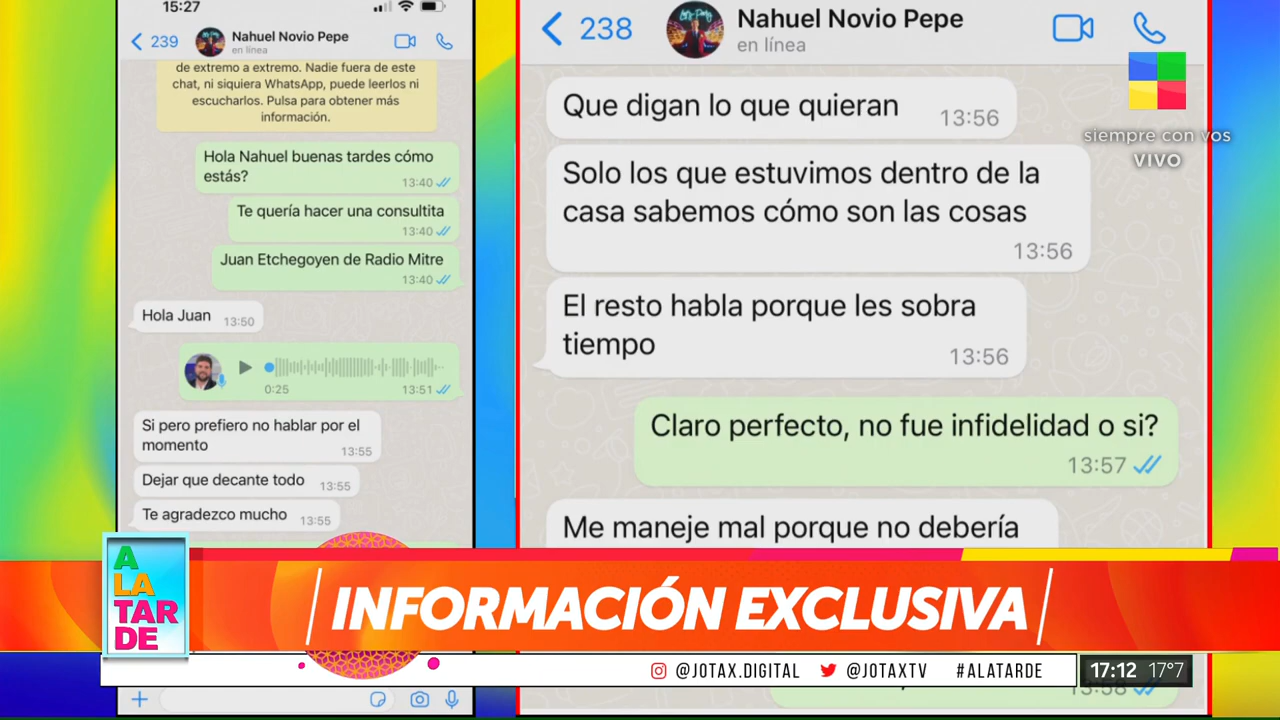 15:27
239
Nahuel Novio Pepe
en línea
de extremo a extremo. Nadie fuera de este
chat, ni siquiera WhatsApp, puede leerlos ni
escucharlos. Pulsa para obtener más
información.
Hola Nahuel buenas tardes cómo
estás?
13:40
Te quería hacer una consultita
13:40
Juan Etchegoyen de Radio Mitre
13:40
Hola Juan
13:50
0:25
13:51
Si pero prefiero no hablar por el
momento
13:55
Dejar que decante todo
13:55
Te agradezco mucho
13:55
238
Nahuel Novio Pepe
en línea
Que digan lo que quieran
13:56
Solo los que estuvimos dentro de la
casa sabemos cómo son las cosas
13:56
El resto habla porque les sobra
tiempo
13:56
Claro perfecto, no fue infidelidad o si?
13:57
Me maneje mal porque no debería
13:58
siempre con vos
VIVO
A
LA
TAR
DE
INFORMACIÓN EXCLUSIVA
@JOTAX.DIGITAL
@JOTAXTV
#ALATARDE
17:12
17°7